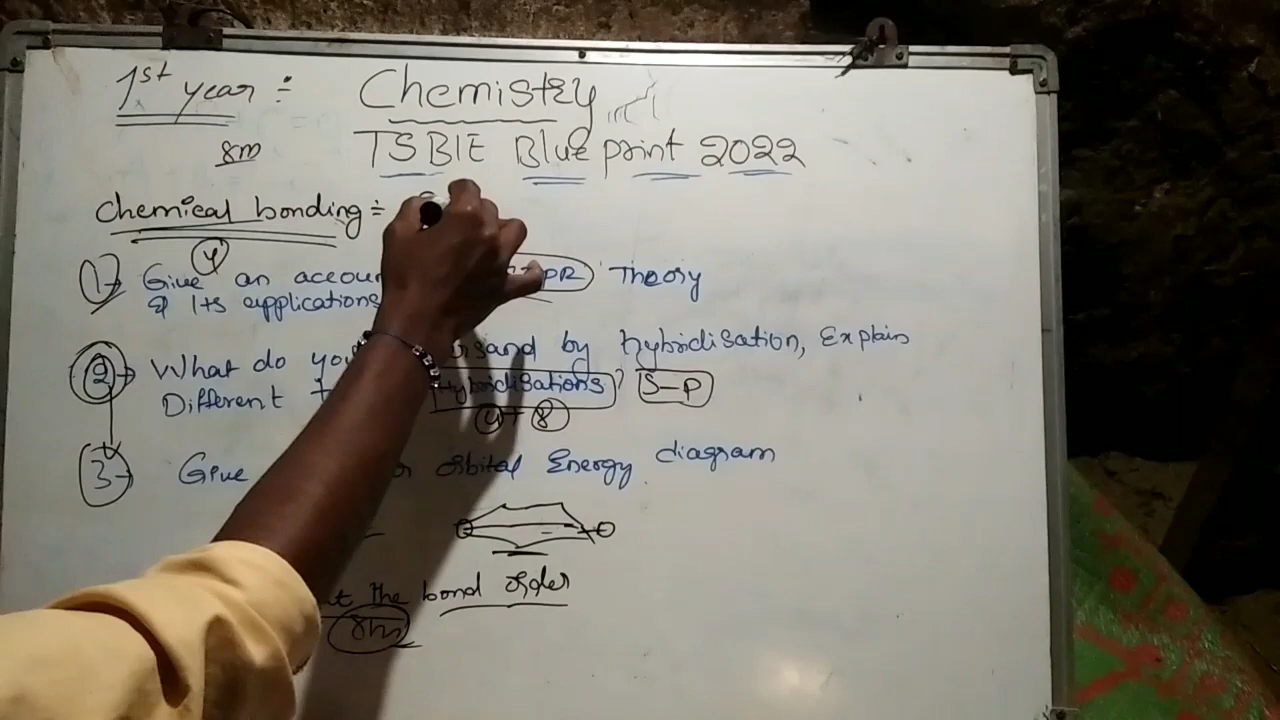 1st year :- Chemistry
8m TSBIE Blue print 2022
Chemical bonding :-
4
1) Give an accoun PR Theory
& Its applications
2) What do you sand by hybridisation, Explain
Different Hybridisations? S-P
4+8
3) Give orbital Energy diagram
the bond order
8m